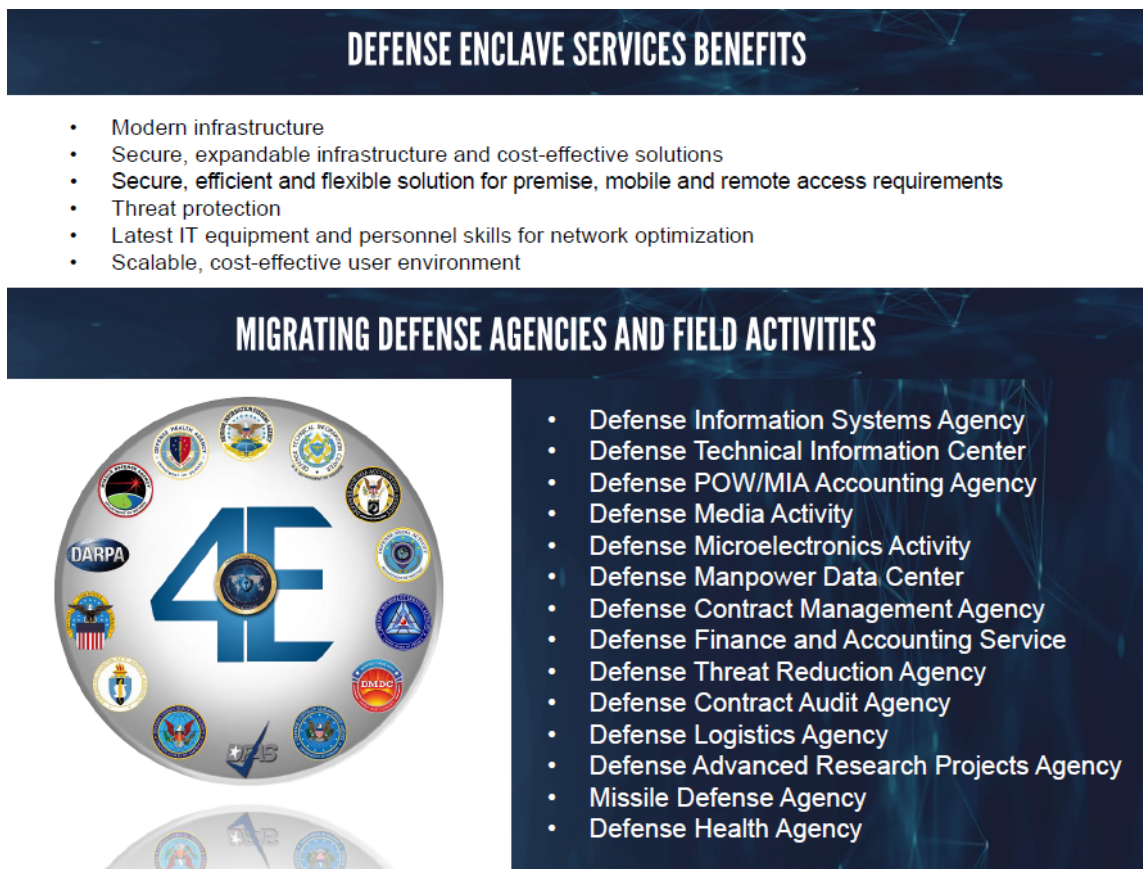 DEFENSE ENCLAVE SERVICES BENEFITS
• Modern infrastructure
• Secure, expandable infrastructure and cost-effective solutions
• Secure, efficient and flexible solution for premise, mobile and remote access requirements
• Threat protection
• Latest IT equipment and personnel skills for network optimization
• Scalable, cost-effective user environment
MIGRATING DEFENSE AGENCIES AND FIELD ACTIVITIES
DEFENSE HEALTH AGENCY
DARPA
4E
DMDC
DFAS
• Defense Information Systems Agency
• Defense Technical Information Center
• Defense POW/MIA Accounting Agency
• Defense Media Activity
• Defense Microelectronics Activity
• Defense Manpower Data Center
• Defense Contract Management Agency
• Defense Finance and Accounting Service
• Defense Threat Reduction Agency
• Defense Contract Audit Agency
• Defense Logistics Agency
• Defense Advanced Research Projects Agency
• Missile Defense Agency
• Defense Health Agency